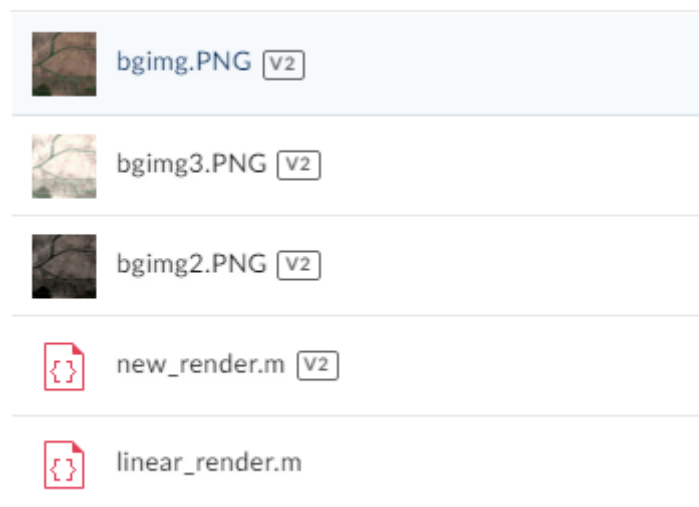 bgimg.PNG V2
bgimg3.PNG V2
bgimg2.PNG V2
{} new_render.m V2
{} linear_render.m